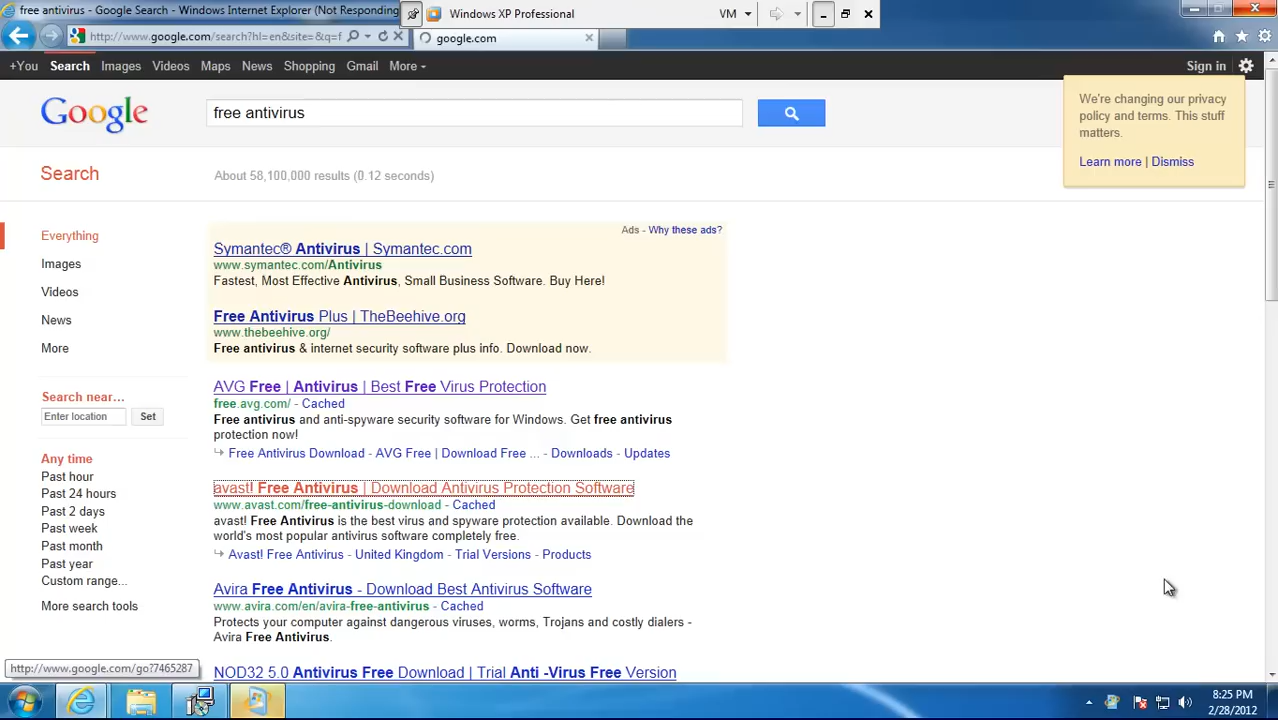 free antivirus - Google Search - Windows Internet Explorer (Not Responding)
Windows XP Professional
VM
http://www.google.com/search?hl=en&site=&q=f
google.com
+You Search Images Videos Maps News Shopping Gmail More
Sign in
Google
free antivirus
We're changing our privacy
policy and terms. This stuff
matters.
Learn more | Dismiss
Search
About 58,100,000 results (0.12 seconds)
Everything
Images
Videos
News
More
Search near...
Enter location
Set
Any time
Past hour
Past 24 hours
Past 2 days
Past week
Past month
Past year
Custom range...
More search tools
Ads - Why these ads?
Symantec® Antivirus | Symantec.com
www.symantec.com/Antivirus
Fastest, Most Effective Antivirus, Small Business Software. Buy Here!
Free Antivirus Plus | TheBeehive.org
www.thebeehive.org/
Free antivirus & internet security software plus info. Download now.
AVG Free | Antivirus | Best Free Virus Protection
free.avg.com/ - Cached
Free antivirus and anti-spyware security software for Windows. Get free antivirus
protection now!
Free Antivirus Download - AVG Free | Download Free ... - Downloads - Updates
avast! Free Antivirus | Download Antivirus Protection Software
www.avast.com/free-antivirus-download - Cached
avast! Free Antivirus is the best virus and spyware protection available. Download the
world's most popular antivirus software completely free.
Avast! Free Antivirus - United Kingdom - Trial Versions - Products
Avira Free Antivirus - Download Best Antivirus Software
www.avira.com/en/avira-free-antivirus - Cached
Protects your computer against dangerous viruses, worms, Trojans and costly dialers -
Avira Free Antivirus.
NOD32 5.0 Antivirus Free Download | Trial Anti -Virus Free Version
http://www.google.com/go?7465287
8:25 PM
2/28/2012